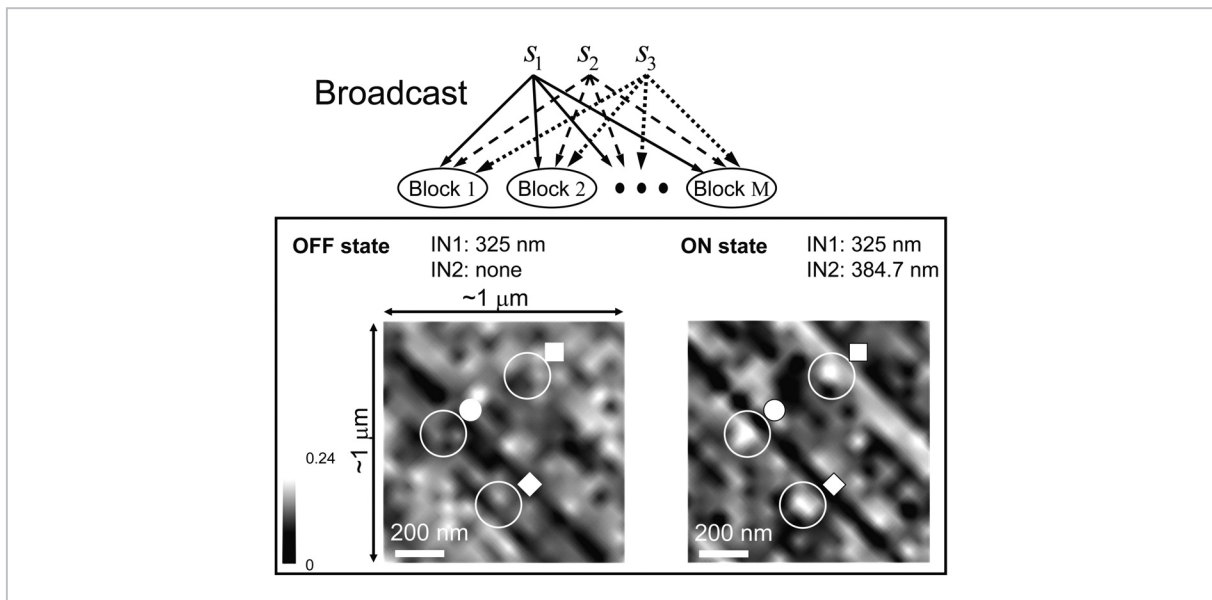 s1 s2 s3
Broadcast
Block 1 Block 2 • • • Block M
OFF state IN1: 325 nm ON state IN1: 325 nm
IN2: none IN2: 384.7 nm
~1 μm
~1 μm
0.24
200 nm 200 nm
0